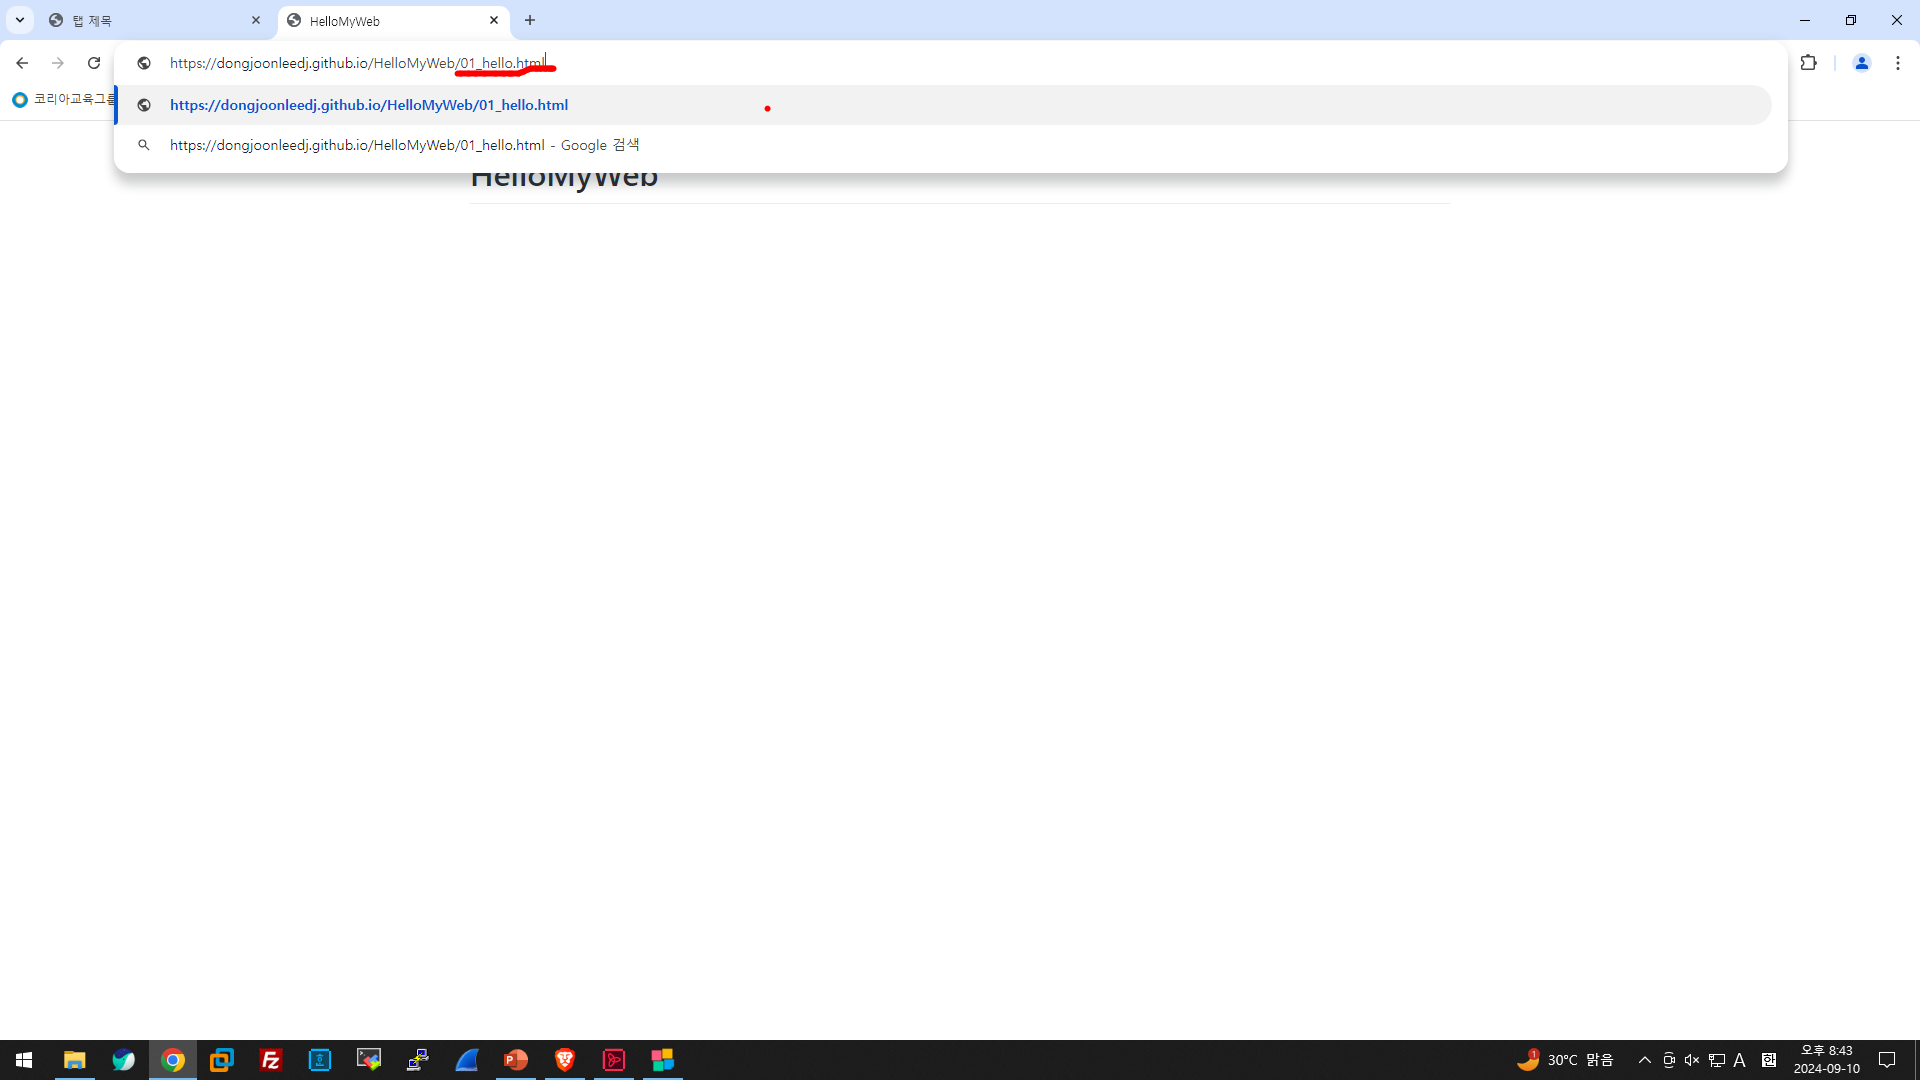 탭 제목
HelloMyWeb
https://dongjoonleedj.github.io/HelloMyWeb/01_hello.html
코리아교육그룹
https://dongjoonleedj.github.io/HelloMyWeb/01_hello.html
https://dongjoonleedj.github.io/HelloMyWeb/01_hello.html - Google 검색
HelloMyWeb
1
30°C 맑음
A
한
오후 8:43
2024-09-10